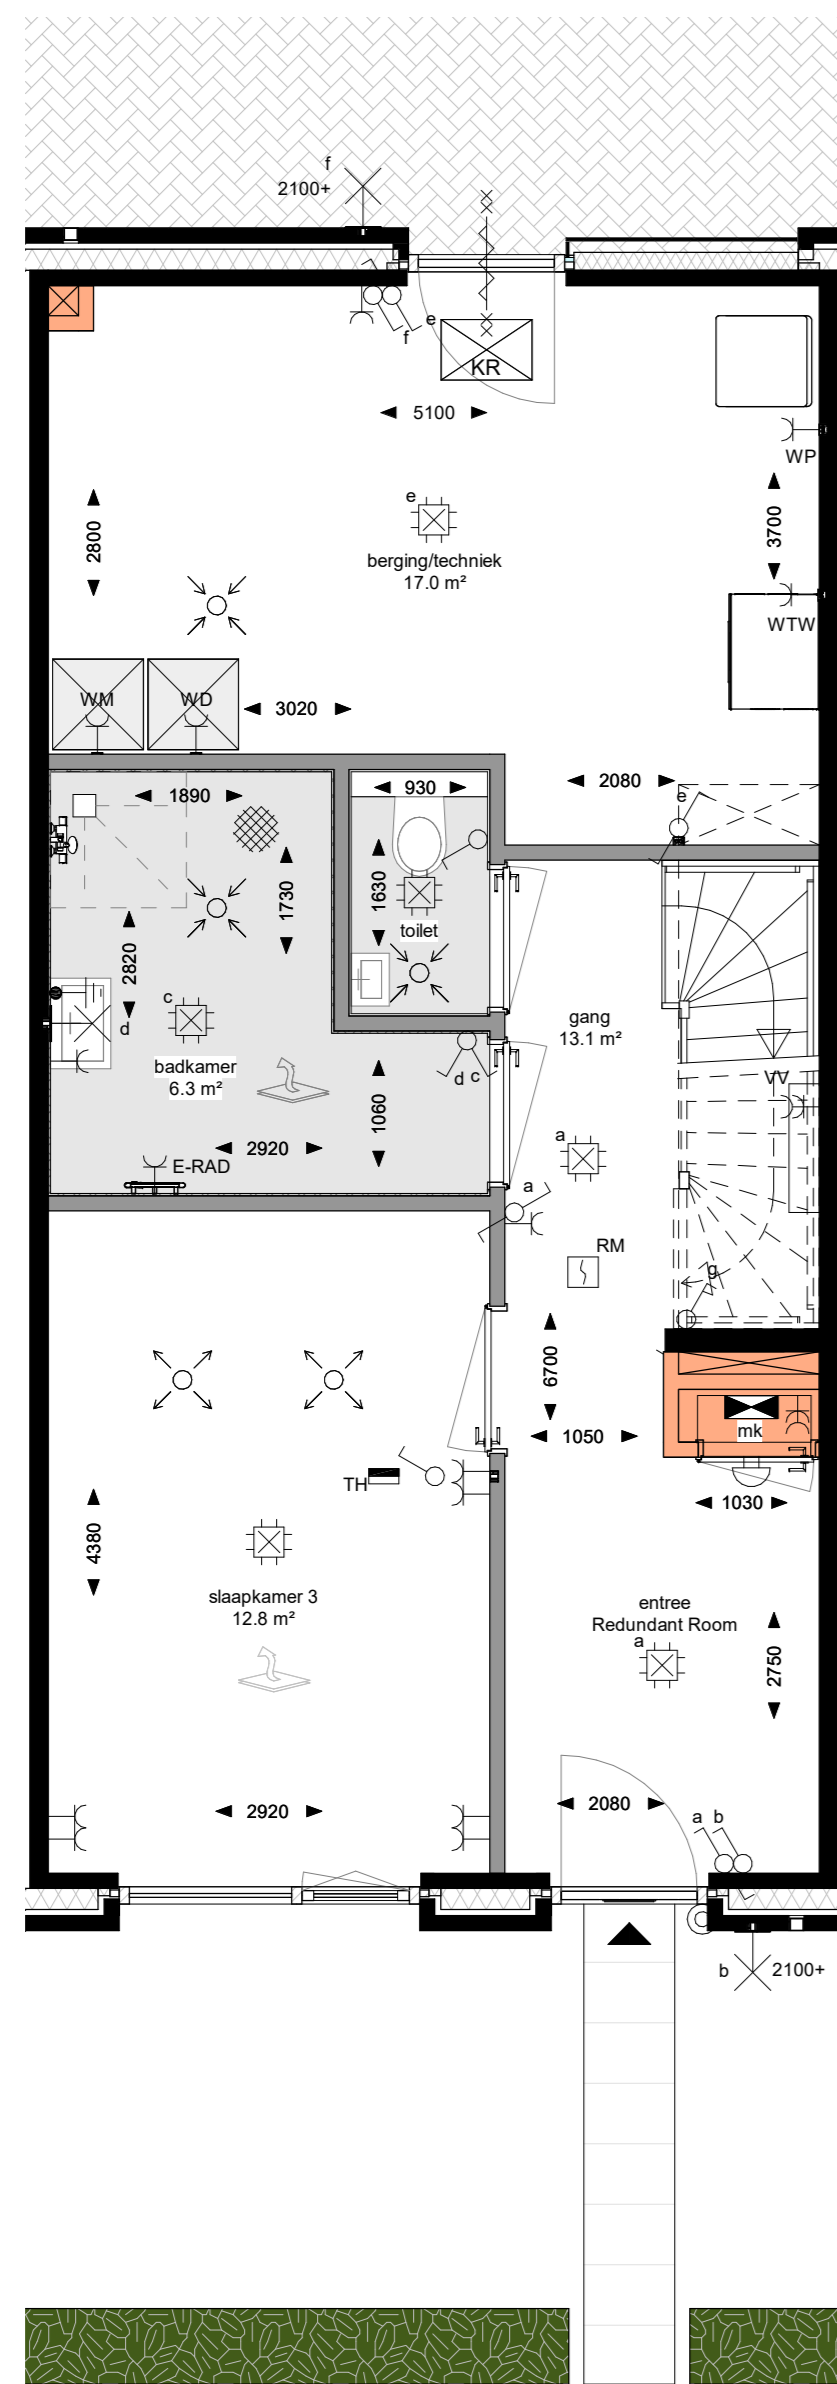 f
2100+
e
f
KR
5100
WP
e
2800
3700
berging/techniek
17.0 m²
WTW
WM
WD
3020
2080
1890
930
e
1730
1630
toilet
2820
c
d
gang
13.1 m²
badkamer
6.3 m²
d c
VV
1060
a
2920
E-RAD
a
RM
g
6700
mk
1050
TH
1030
4380
slaapkamer 3
12.8 m²
entree
Redundant Room
a
2750
2920
2080
a b
b
2100+